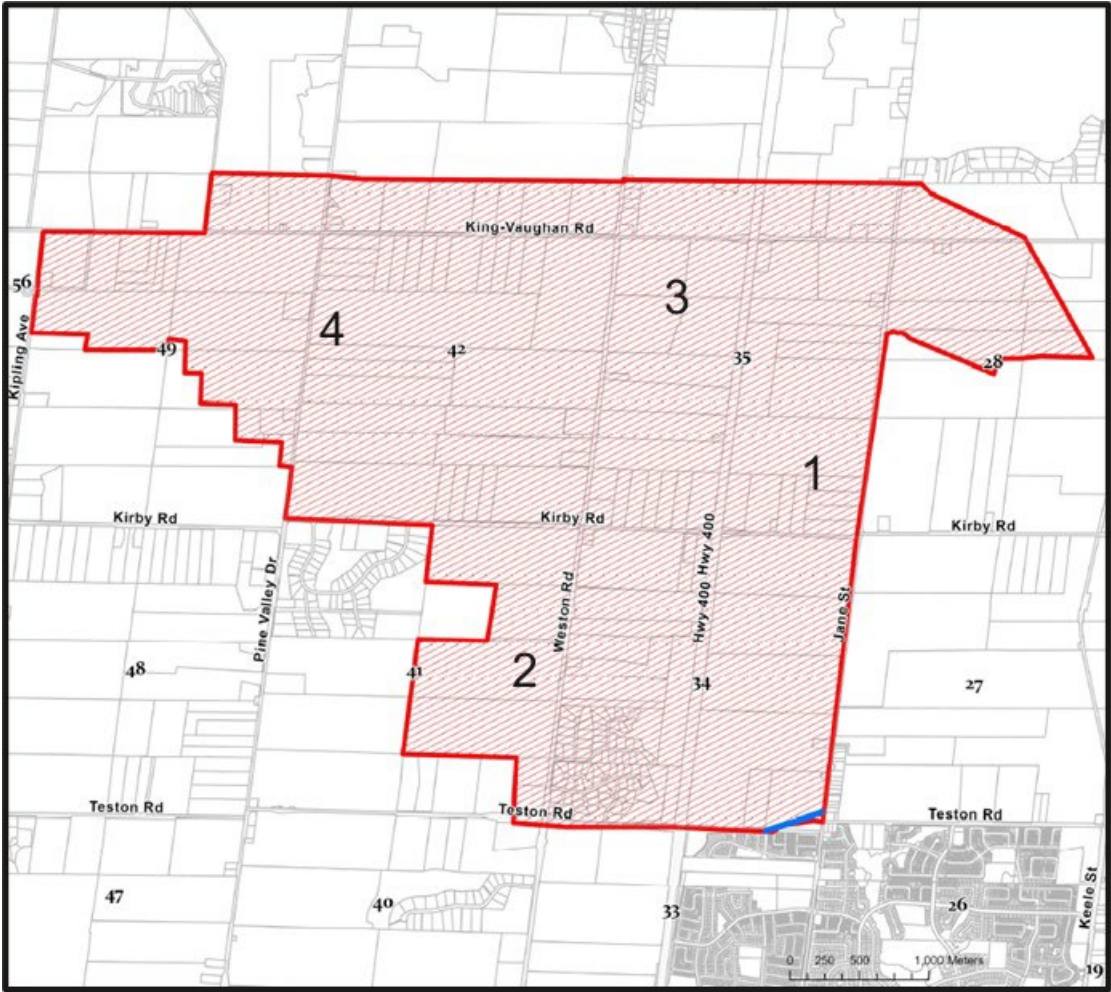 King-Vaughan Rd
56
3
4
49
42
35
28
Kipling Ave
1
Kirby Rd
Kirby Rd
Kirby Rd
Hwy 400
Hwy 400
Pine Valley Dr
Weston Rd
Jane St
48
41
2
34
27
Teston Rd
Teston Rd
Teston Rd
47
40
33
26
Keele St
0 250 500 1,000 Meters
19